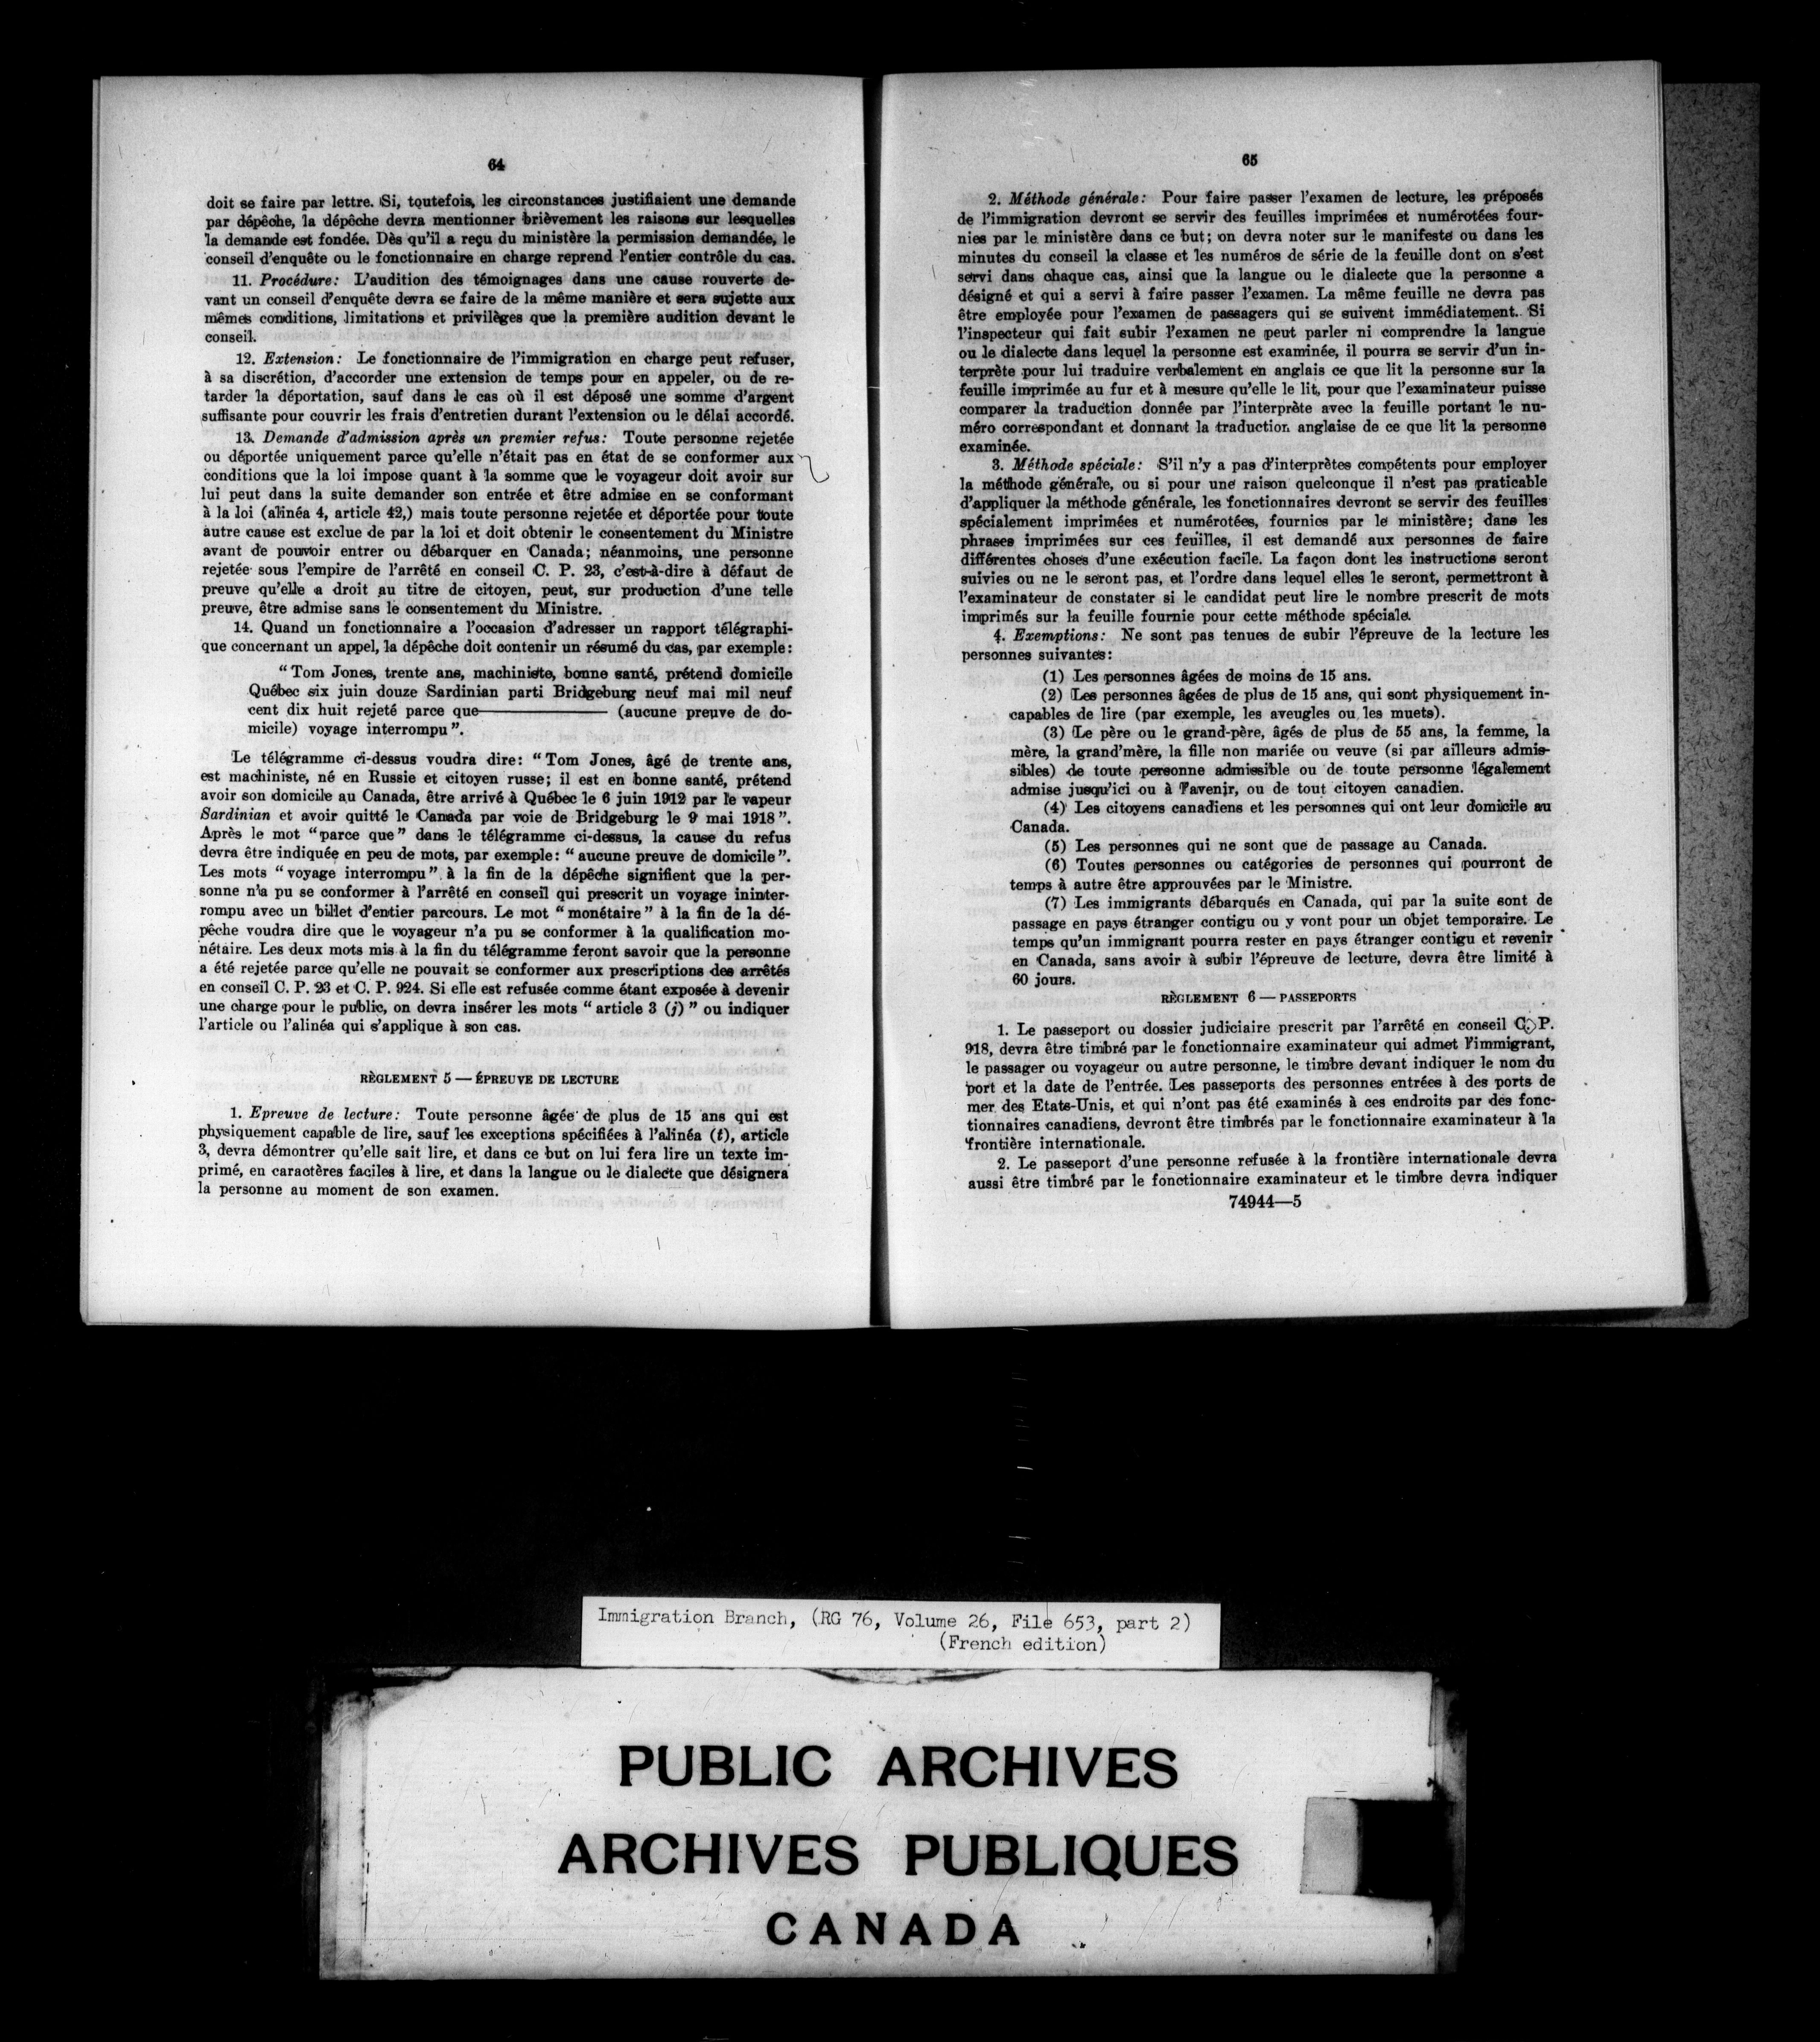 64
doit se faire par lettre. Si, toutefois, les circonstances justifiaient une demande
par dépêche, la dépêche devra mentionner brièvement les raisons sur lesquelles
la demande est fondée. Dès qu'il a reçu du ministère la permission demandée, le
conseil d'enquête ou le fonctionnaire en charge reprend l'entier contrôle du cas.
11. Procédure: L'audition des témoignages dans une cause rouverte de-
vant un conseil d'enquête devra se faire de la même manière et sera sujette aux
mêmes conditions, limitations et privilèges que la première audition devant le
conseil.
12. Extension: Le fonctionnaire de l'immigration en charge peut refuser,
à sa discrétion, d'accorder une extension de temps pour en appeler, ou de re-
tarder la déportation, sauf dans le cas où il est déposé une somme d'argent
suffisante pour couvrir les frais d'entretien durant l'extension ou le délai accordé.
13. Demande d'admission après un premier refus: Toute personne rejetée
ou déportée uniquement parce qu'elle n'était pas en état de se conformer aux
conditions que la loi impose quant à la somme que le voyageur doit avoir sur
lui peut dans la suite demander son entrée et être admise en se conformant
à la loi (alinéa 4, article 42,) mais toute personne rejetée et déportée pour toute
autre cause est exclue de par la loi et doit obtenir le consentement du Ministre
avant de pouvoir entrer ou débarquer en Canada; néanmoins, une personne
rejetée sous l'empire de l'arrêté en conseil C. P. 23, c'est-à-dire à défaut de
preuve qu'elle a droit au titre de citoyen, peut, sur production d'une telle
preuve, être admise sans le consentement du Ministre.
14. Quand un fonctionnaire a l'occasion d'adresser un rapport télégraphi-
que concernant un appel, la dépêche doit contenir un résumé du cas, par exemple:
"Tom Jones, trente ans, machiniste, bonne santé, prétend domicile
Québec six juin douze Sardinian parti Bridgeburg neuf mai mil neuf
cent dix huit rejeté parce que———— (aucune preuve de do-
micile) voyage interrompu".
Le télégramme ci-dessus voudra dire: "Tom Jones, âgé de trente ans,
est machiniste, né en Russie et citoyen russe; il est en bonne santé, prétend
avoir son domicile au Canada, être arrivé à Québec le 6 juin 1912 par le vapeur
Sardinian et avoir quitté le Canada par voie de Bridgeburg le 9 mai 1918".
Après le mot "parce que" dans le télégramme ci-dessus, la cause du refus
devra être indiquée en peu de mots, par exemple: "aucune preuve de domicile".
Les mots "voyage interrompu" à la fin de la dépêche signifient que la per-
sonne n'a pu se conformer à l'arrêté en conseil qui prescrit un voyage ininter-
rompu avec un billet d'entier parcours. Le mot "monétaire" à la fin de la dé-
pêche voudra dire que le voyageur n'a pu se conformer à la qualification mo-
nétaire. Les deux mots mis à la fin du télégramme feront savoir que la personne
a été rejetée parce qu'elle ne pouvait se conformer aux prescriptions des arrêtés
en conseil C. P. 23 et C. P. 924. Si elle est refusée comme étant exposée à devenir
une charge pour le public, on devra insérer les mots "article 3 (j)" ou indiquer
l'article ou l'alinéa qui s'applique à son cas.
RÈGLEMENT 5 — ÉPREUVE DE LECTURE
1. Epreuve de lecture: Toute personne âgée de plus de 15 ans qui est
physiquement capable de lire, sauf les exceptions spécifiées à l'alinéa (t), article
3, devra démontrer qu'elle sait lire, et dans ce but on lui fera lire un texte im-
primé, en caractères faciles à lire, et dans la langue ou le dialecte que désignera
la personne au moment de son examen.
65
2. Méthode générale: Pour faire passer l'examen de lecture, les préposés
de l'immigration devront se servir des feuilles imprimées et numérotées four-
nies par le ministère dans ce but; on devra noter sur le manifeste ou dans les
minutes du conseil la classe et les numéros de série de la feuille dont on s'est
servi dans chaque cas, ainsi que la langue ou le dialecte que la personne a
désigné et qui a servi à faire passer l'examen. La même feuille ne devra pas
être employée pour l'examen de passagers qui se suivent immédiatement. Si
l'inspecteur qui fait subir l'examen ne peut parler ni comprendre la langue
ou le dialecte dans lequel la personne est examinée, il pourra se servir d'un in-
terprète pour lui traduire verbalement en anglais ce que lit la personne sur la
feuille imprimée au fur et à mesure qu'elle le lit, pour que l'examinateur puisse
comparer la traduction donnée par l'interprète avec la feuille portant le nu-
méro correspondant et donnant la traduction anglaise de ce que lit la personne
examinée.
3. Méthode spéciale: S'il n'y a pas d'interprètes compétents pour employer
la méthode générale, ou si pour une raison quelconque il n'est pas praticable
d'appliquer la méthode générale, les fonctionnaires devront se servir des feuilles
spécialement imprimées et numérotées, fournies par le ministère; dans les
phrases imprimées sur ces feuilles, il est demandé aux personnes de faire
différentes choses d'une exécution facile. La façon dont les instructions seront
suivies ou ne le seront pas, et l'ordre dans lequel elles le seront, permettront à
l'examinateur de constater si le candidat peut lire le nombre prescrit de mots
imprimés sur la feuille fournie pour cette méthode spéciale.
4. Exemptions: Ne sont pas tenues de subir l'épreuve de la lecture les
personnes suivantes:
(1) Les personnes âgées de moins de 15 ans.
(2) Les personnes âgées de plus de 15 ans, qui sont physiquement in-
capables de lire (par exemple, les aveugles ou les muets).
(3) Le père ou le grand-père, âgés de plus de 55 ans, la femme, la
mère, la grand'mère, la fille non mariée ou veuve (si par ailleurs admis-
sibles) de toute personne admissible ou de toute personne légalement
admise jusqu'ici ou à l'avenir, ou de tout citoyen canadien.
(4) Les citoyens canadiens et les personnes qui ont leur domicile au
Canada.
(5) Les personnes qui ne sont que de passage au Canada.
(6) Toutes personnes ou catégories de personnes qui pourront de
temps à autre être approuvées par le Ministre.
(7) Les immigrants débarqués en Canada, qui par la suite sont de
passage en pays étranger contigu ou y vont pour un objet temporaire. Le
temps qu'un immigrant pourra rester en pays étranger contigu et revenir
en Canada, sans avoir à subir l'épreuve de lecture, devra être limité à
60 jours.
RÈGLEMENT 6 — PASSEPORTS
1. Le passeport ou dossier judiciaire prescrit par l'arrêté en conseil C. P.
918, devra être timbré par le fonctionnaire examinateur qui admet l'immigrant,
le passager ou voyageur ou autre personne, le timbre devant indiquer le nom du
port et la date de l'entrée. Les passeports des personnes entrées à des ports de
mer des Etats-Unis, et qui n'ont pas été examinés à ces endroits par des fonc-
tionnaires canadiens, devront être timbrés par le fonctionnaire examinateur à la
frontière internationale.
2. Le passeport d'une personne refusée à la frontière internationale devra
aussi être timbré par le fonctionnaire examinateur et le timbre devra indiquer
74944—5
Immigration Branch, (RG 76, Volume 26, File 653, part 2)
(French edition)
PUBLIC ARCHIVES
ARCHIVES PUBLIQUES
CANADA